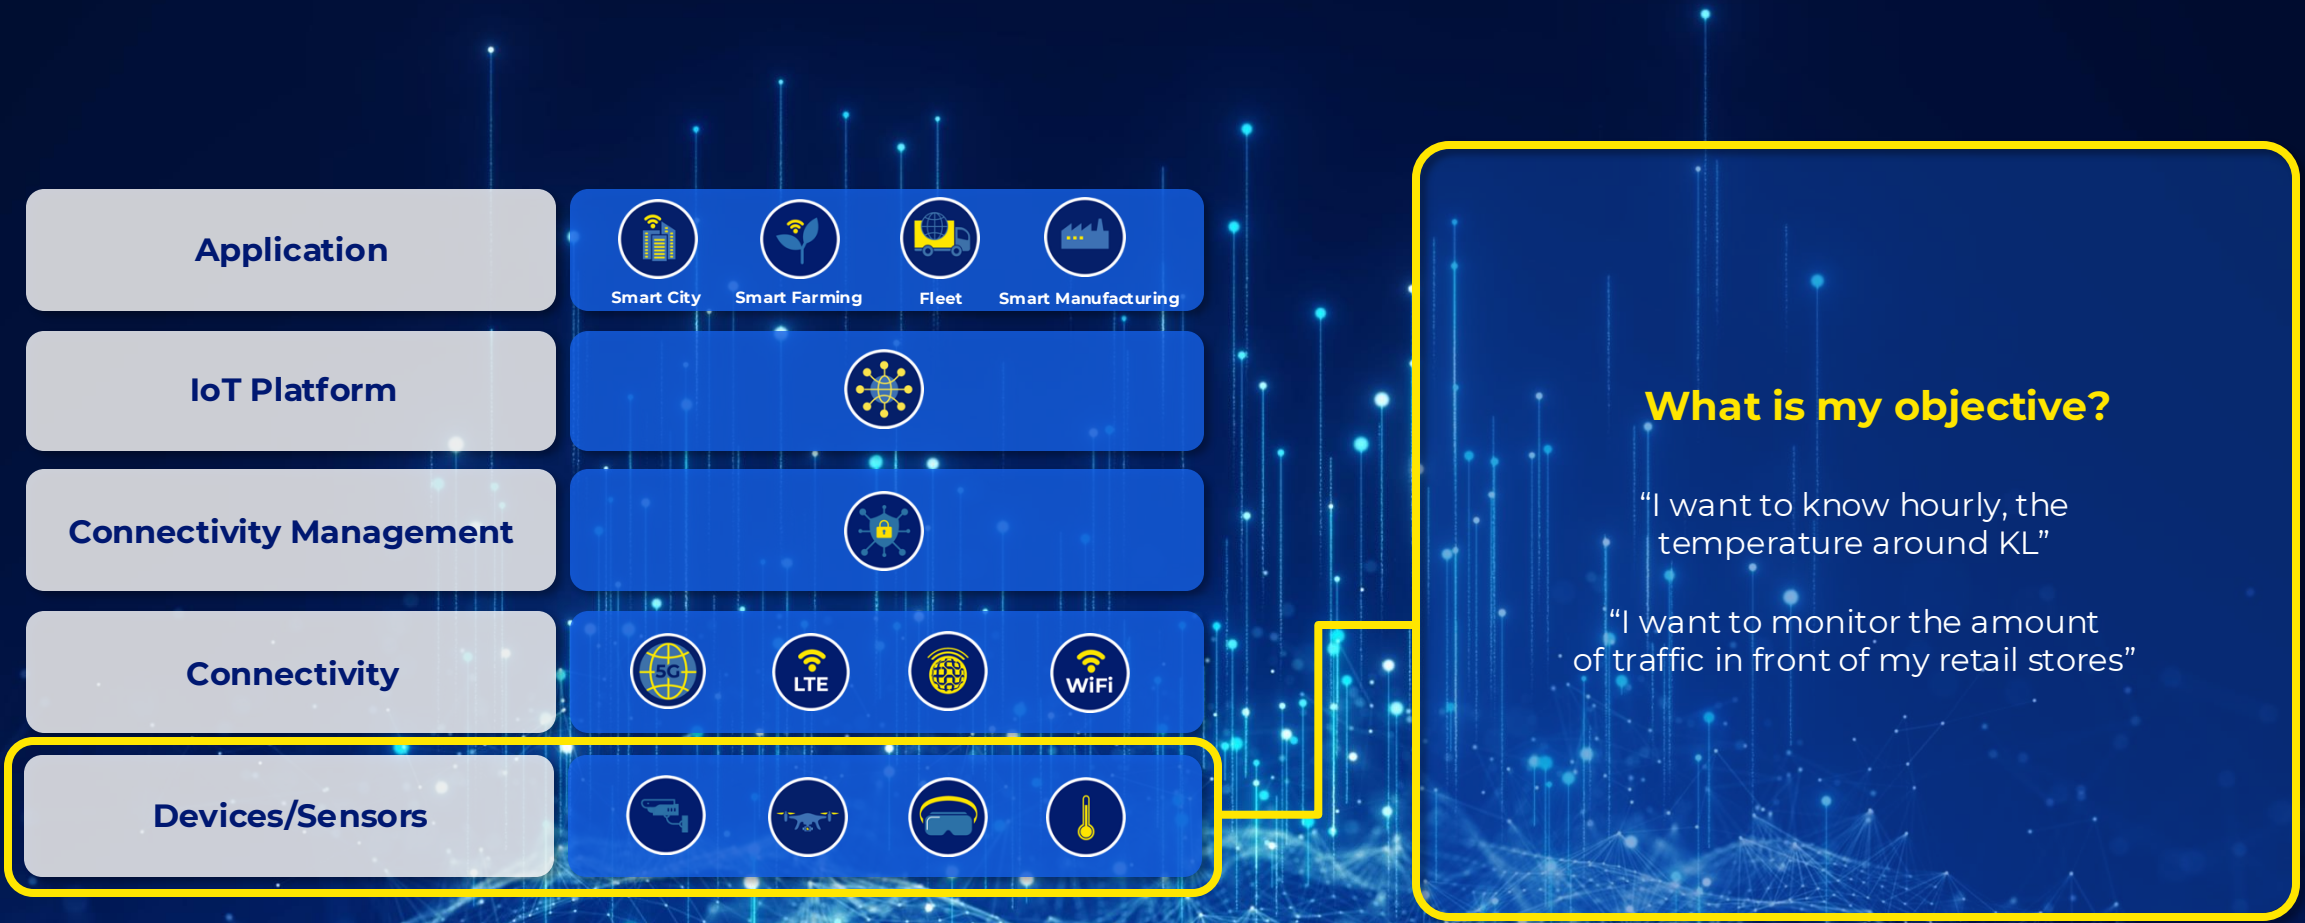 Application
Smart City
Smart Farming
Fleet
Smart Manufacturing
IoT Platform
Connectivity Management
Connectivity
5G
LTE
WiFi
Devices/Sensors
What is my objective?
“I want to know hourly, the
temperature around KL”
“I want to monitor the amount
of traffic in front of my retail stores”